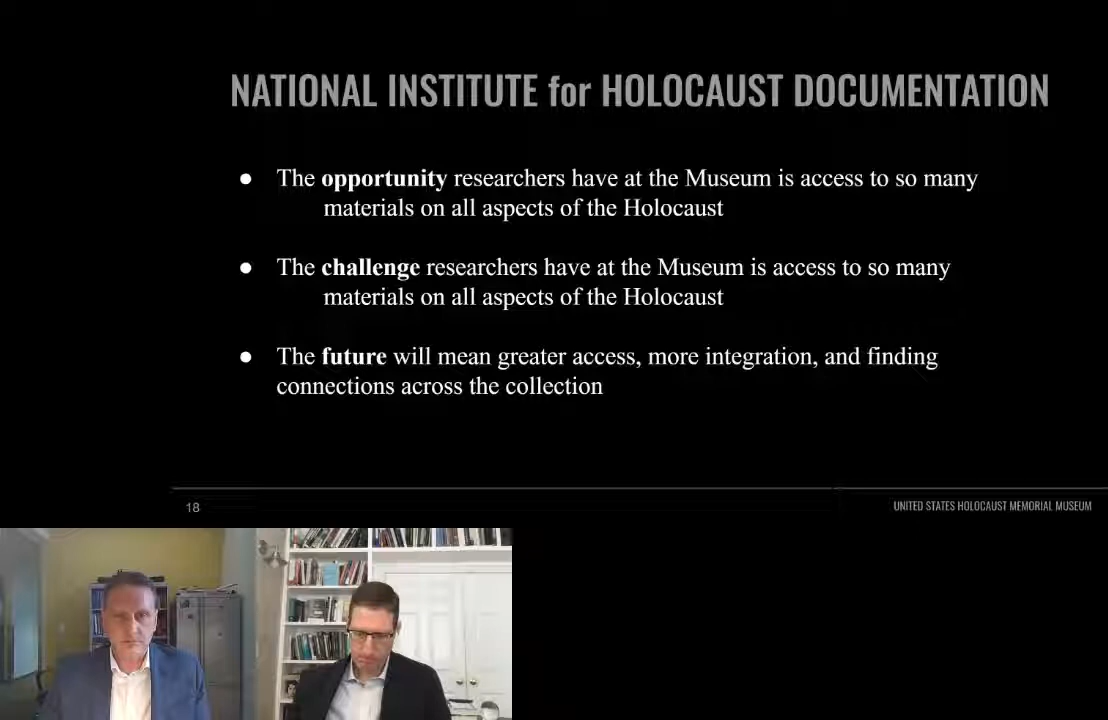 NATIONAL INSTITUTE for HOLOCAUST DOCUMENTATION
● The opportunity researchers have at the Museum is access to so many
materials on all aspects of the Holocaust
● The challenge researchers have at the Museum is access to so many
materials on all aspects of the Holocaust
● The future will mean greater access, more integration, and finding
connections across the collection
18
UNITED STATES HOLOCAUST MEMORIAL MUSEUM